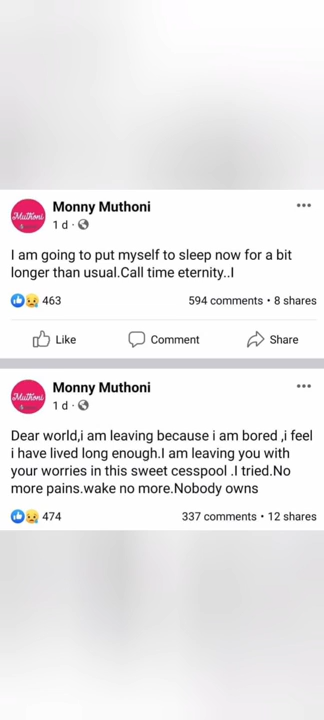 Muthoni
Monny Muthoni
1 d
I am going to put myself to sleep now for a bit
longer than usual.Call time eternity..I
463
594 comments • 8 shares
Like
Comment
Share
Muthoni
Monny Muthoni
1 d
Dear world,i am leaving because i am bored ,i feel
i have lived long enough.I am leaving you with
your worries in this sweet cesspool .I tried.No
more pains.wake no more.Nobody owns
474
337 comments • 12 shares